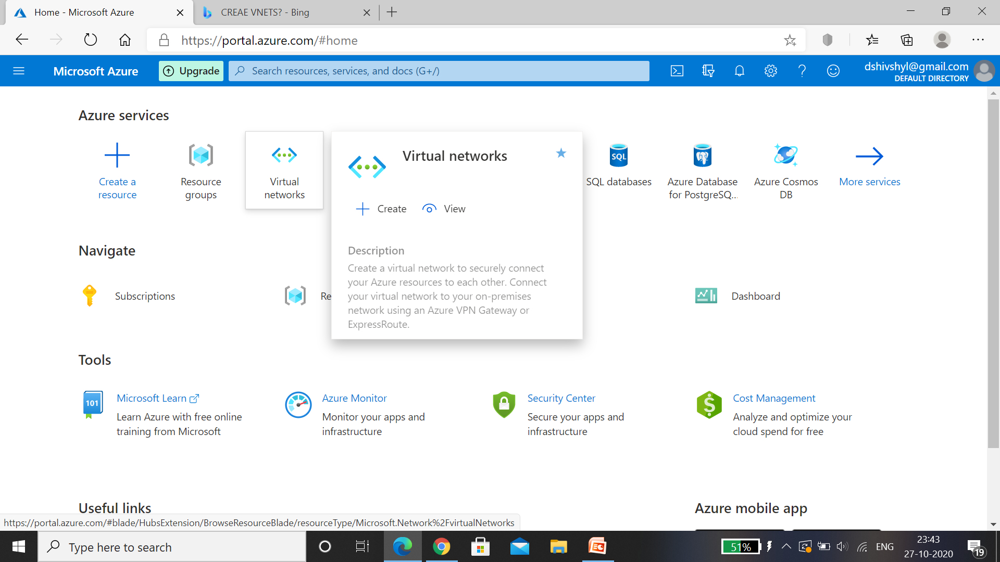 Home - Microsoft Azure
CREAE VNETS? - Bing
https://portal.azure.com/#home
Microsoft Azure
Upgrade
Search resources, services, and docs (G+/)
dshivshyl@gmail.com
DEFAULT DIRECTORY
Azure services
Create a
resource
Resource
groups
Virtual
networks
Virtual networks
Create
View
Description
Create a virtual network to securely connect
your Azure resources to each other. Connect
your virtual network to your on-premises
network using an Azure VPN Gateway or
ExpressRoute.
SQL
SQL databases
Azure Database
for PostgreSQ...
Azure Cosmos
DB
More services
Navigate
Subscriptions
Re
Dashboard
Tools
101
Microsoft Learn
Learn Azure with free online
training from Microsoft
Azure Monitor
Monitor your apps and
infrastructure
Security Center
Secure your apps and
infrastructure
$
Cost Management
Analyze and optimize your
cloud spend for free
Useful links
Azure mobile app
https://portal.azure.com/#blade/HubsExtension/BrowseResourceBlade/resourceType/Microsoft.Network%2FvirtualNetworks
Type here to search
51%
ENG
23:43
27-10-2020
19